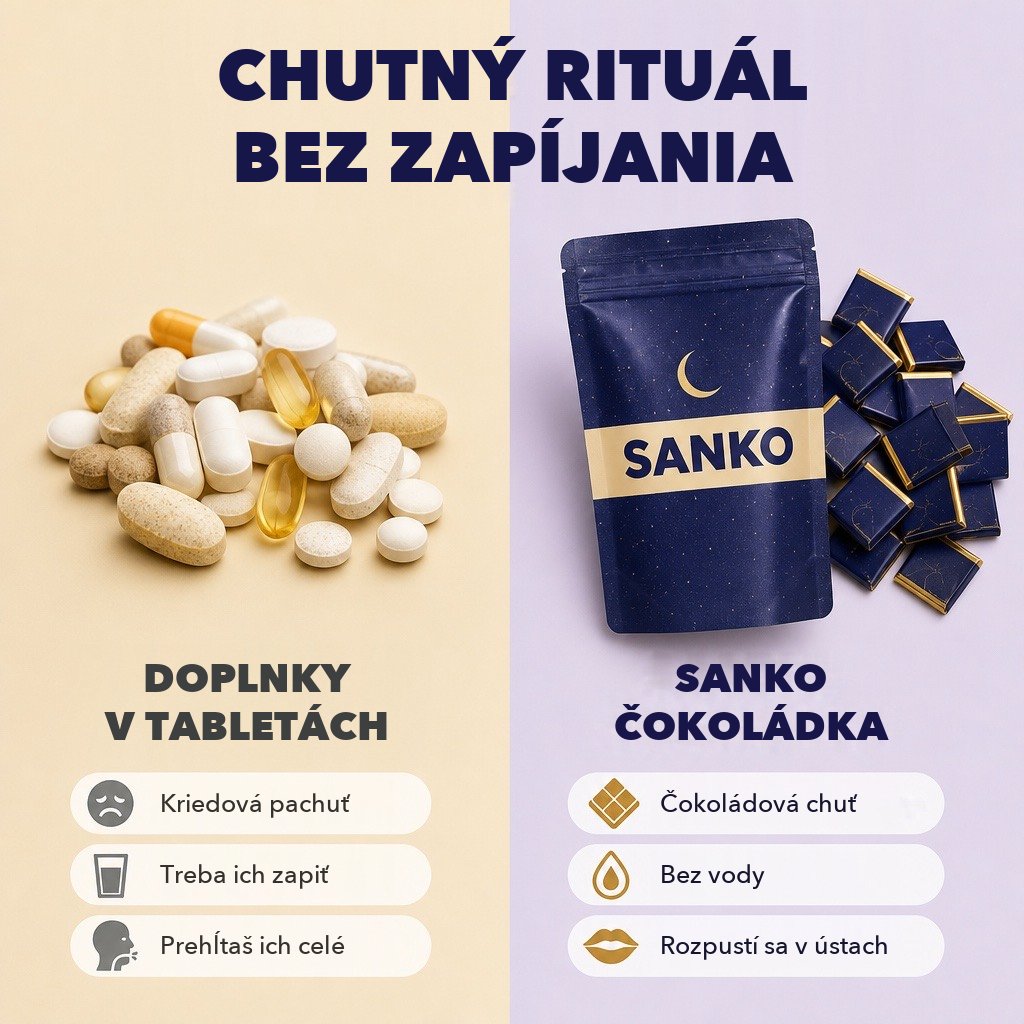 CHUTNÝ RITUÁL
BEZ ZAPÍJANIA
SANKO
DOPLNKY
V TABLETÁCH
Kriedová pachuť
Treba ich zapiť
Prehĺtaš ich celé
SANKO
ČOKOLÁDKA
Čokoládová chuť
Bez vody
Rozpustí sa v ústach